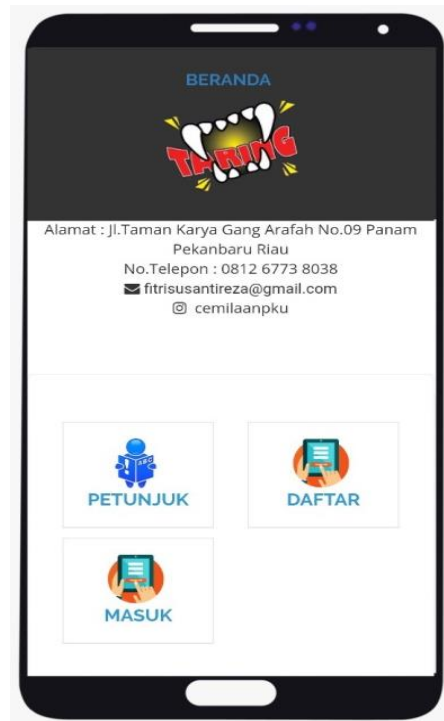 BERANDA
TARING
Alamat : Jl.Taman Karya Gang Arafah No.09 Panam
Pekanbaru Riau
No.Telepon : 0812 6773 8038
fitrisusantireza@gmail.com
cemilaanpku
ABC
PETUNJUK
DAFTAR
MASUK